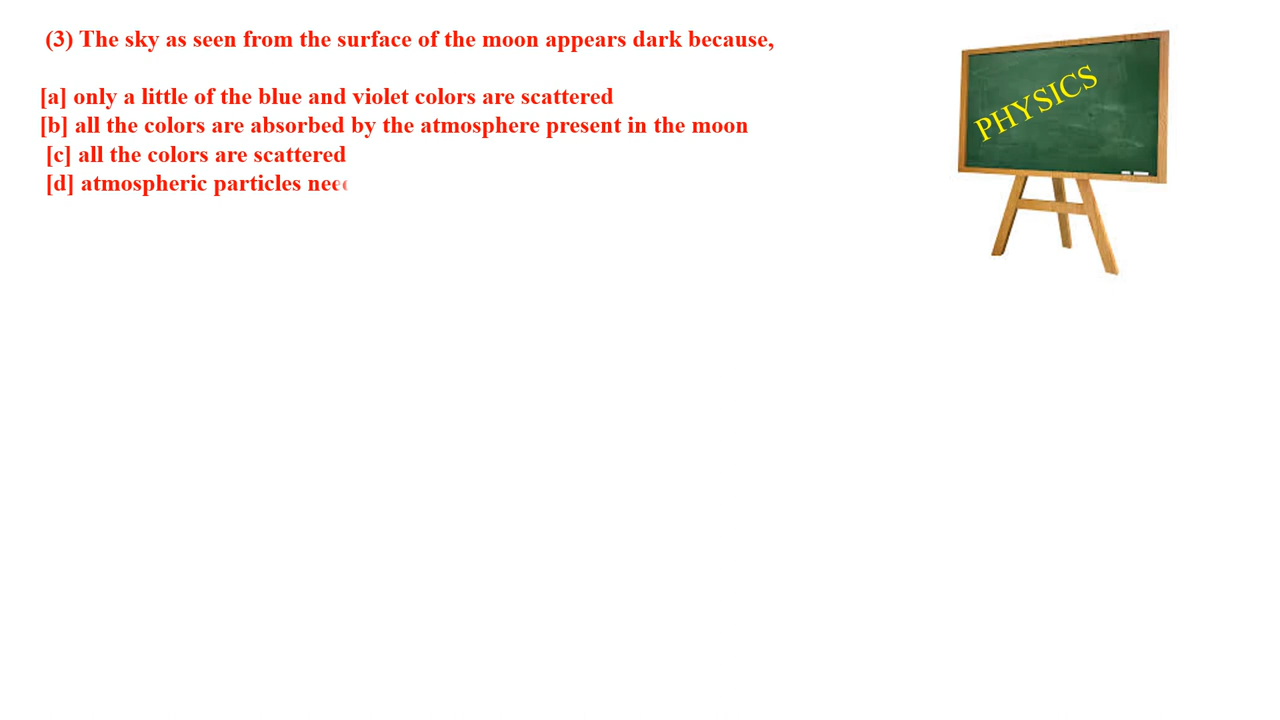 (3) The sky as seen from the surface of the moon appears dark because,
[a] only a little of the blue and violet colors are scattered
[b] all the colors are absorbed by the atmosphere present in the moon
[c] all the colors are scattered
[d] atmospheric particles
PHYSICS